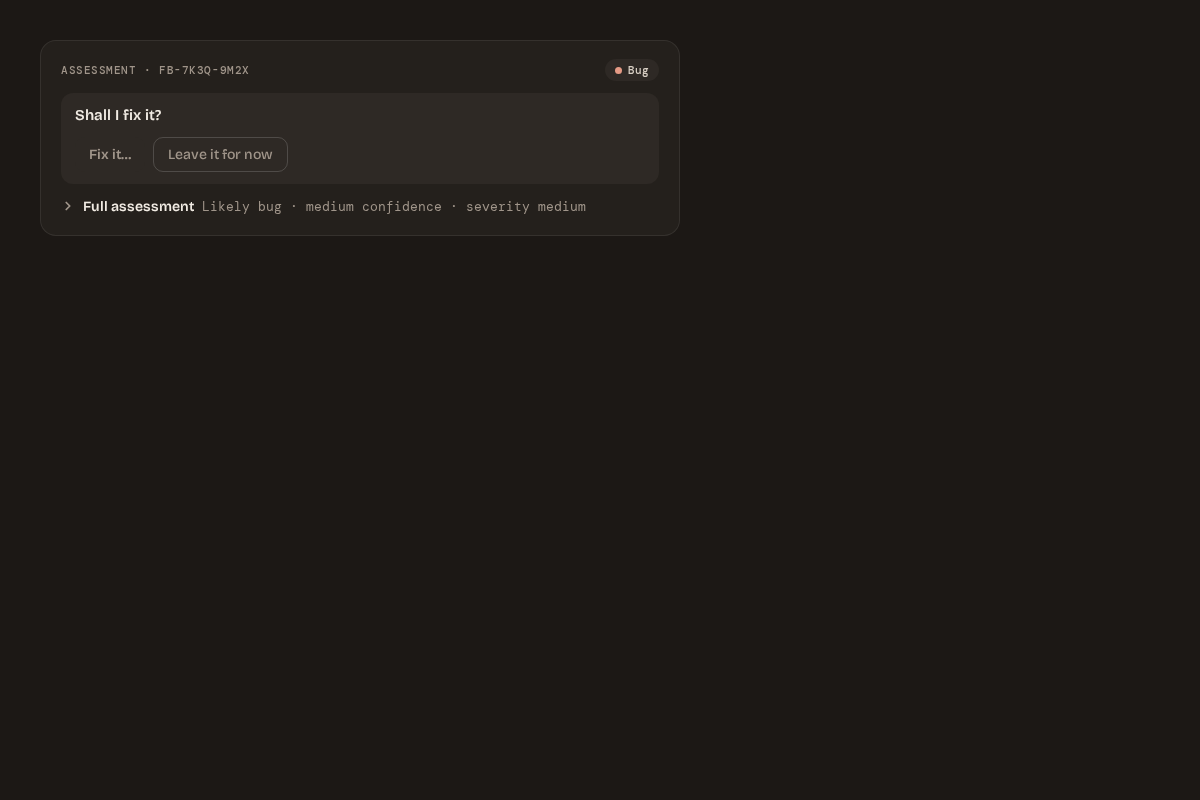 ASSESSMENT · FB-7K3Q-9M2X
Bug
Shall I fix it?
Fix it…
Leave it for now
Full assessment Likely bug · medium confidence · severity medium